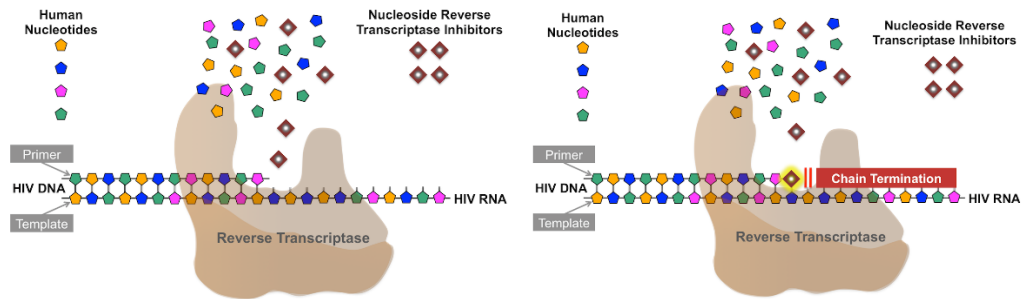 Human
Nucleotides
Nucleoside Reverse
Transcriptase Inhibitors
Primer
HIV DNA
HIV RNA
Template
Reverse Transcriptase
Human
Nucleotides
Nucleoside Reverse
Transcriptase Inhibitors
Primer
Chain Termination
HIV DNA
HIV RNA
Template
Reverse Transcriptase